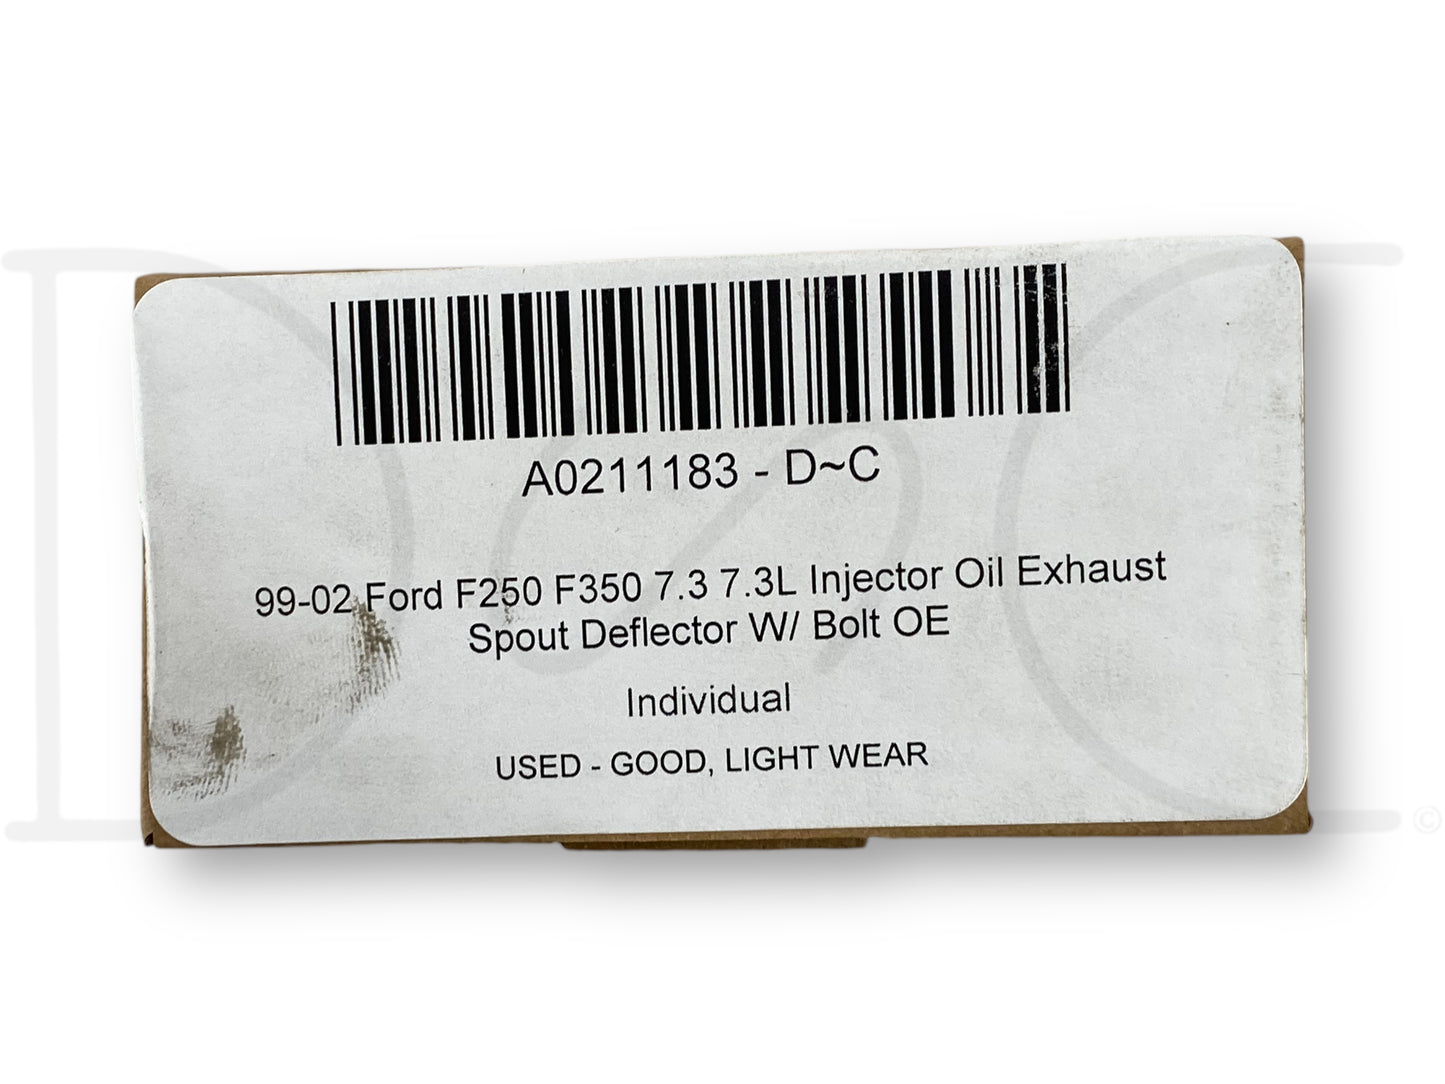 A0211183 - D~C
99-02 Ford F250 F350 7.3 7.3L Injector Oil Exhaust
Spout Deflector W/ Bolt OE
Individual
USED - GOOD, LIGHT WEAR
D~C
©